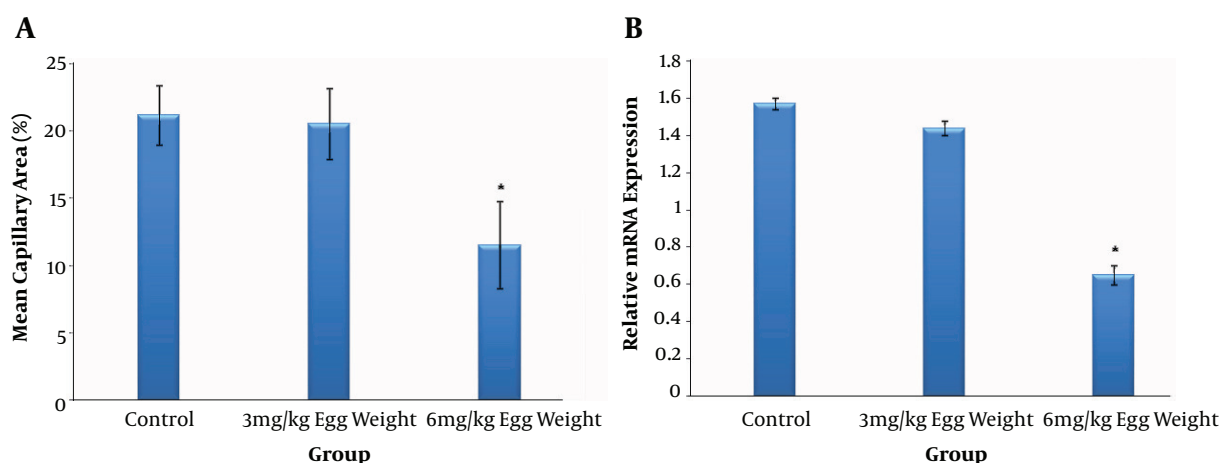 A
Mean Capillary Area (%)
25
20
15
10
5
0
*
Control
3mg/kg Egg Weight
6mg/kg Egg Weight
Group
B
Relative mRNA Expression
1.8
1.6
1.4
1.2
1
0.8
0.6
0.4
0.2
0
*
Control
3mg/kg Egg Weight
6mg/kg Egg Weight
Group